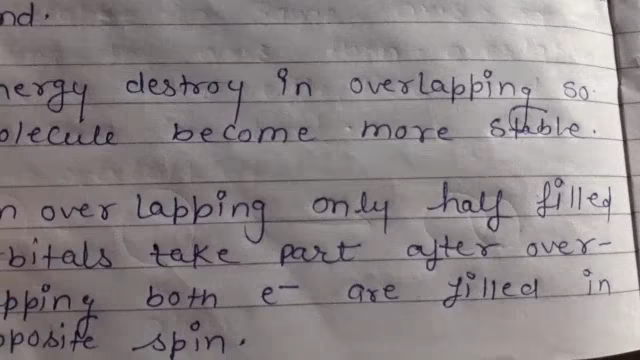 nd.
nergy destroy in overlapping so
olecule become more stable.
n over lapping only half filled
bitals take part after over-
pping both e- are filled in
pposite spin.